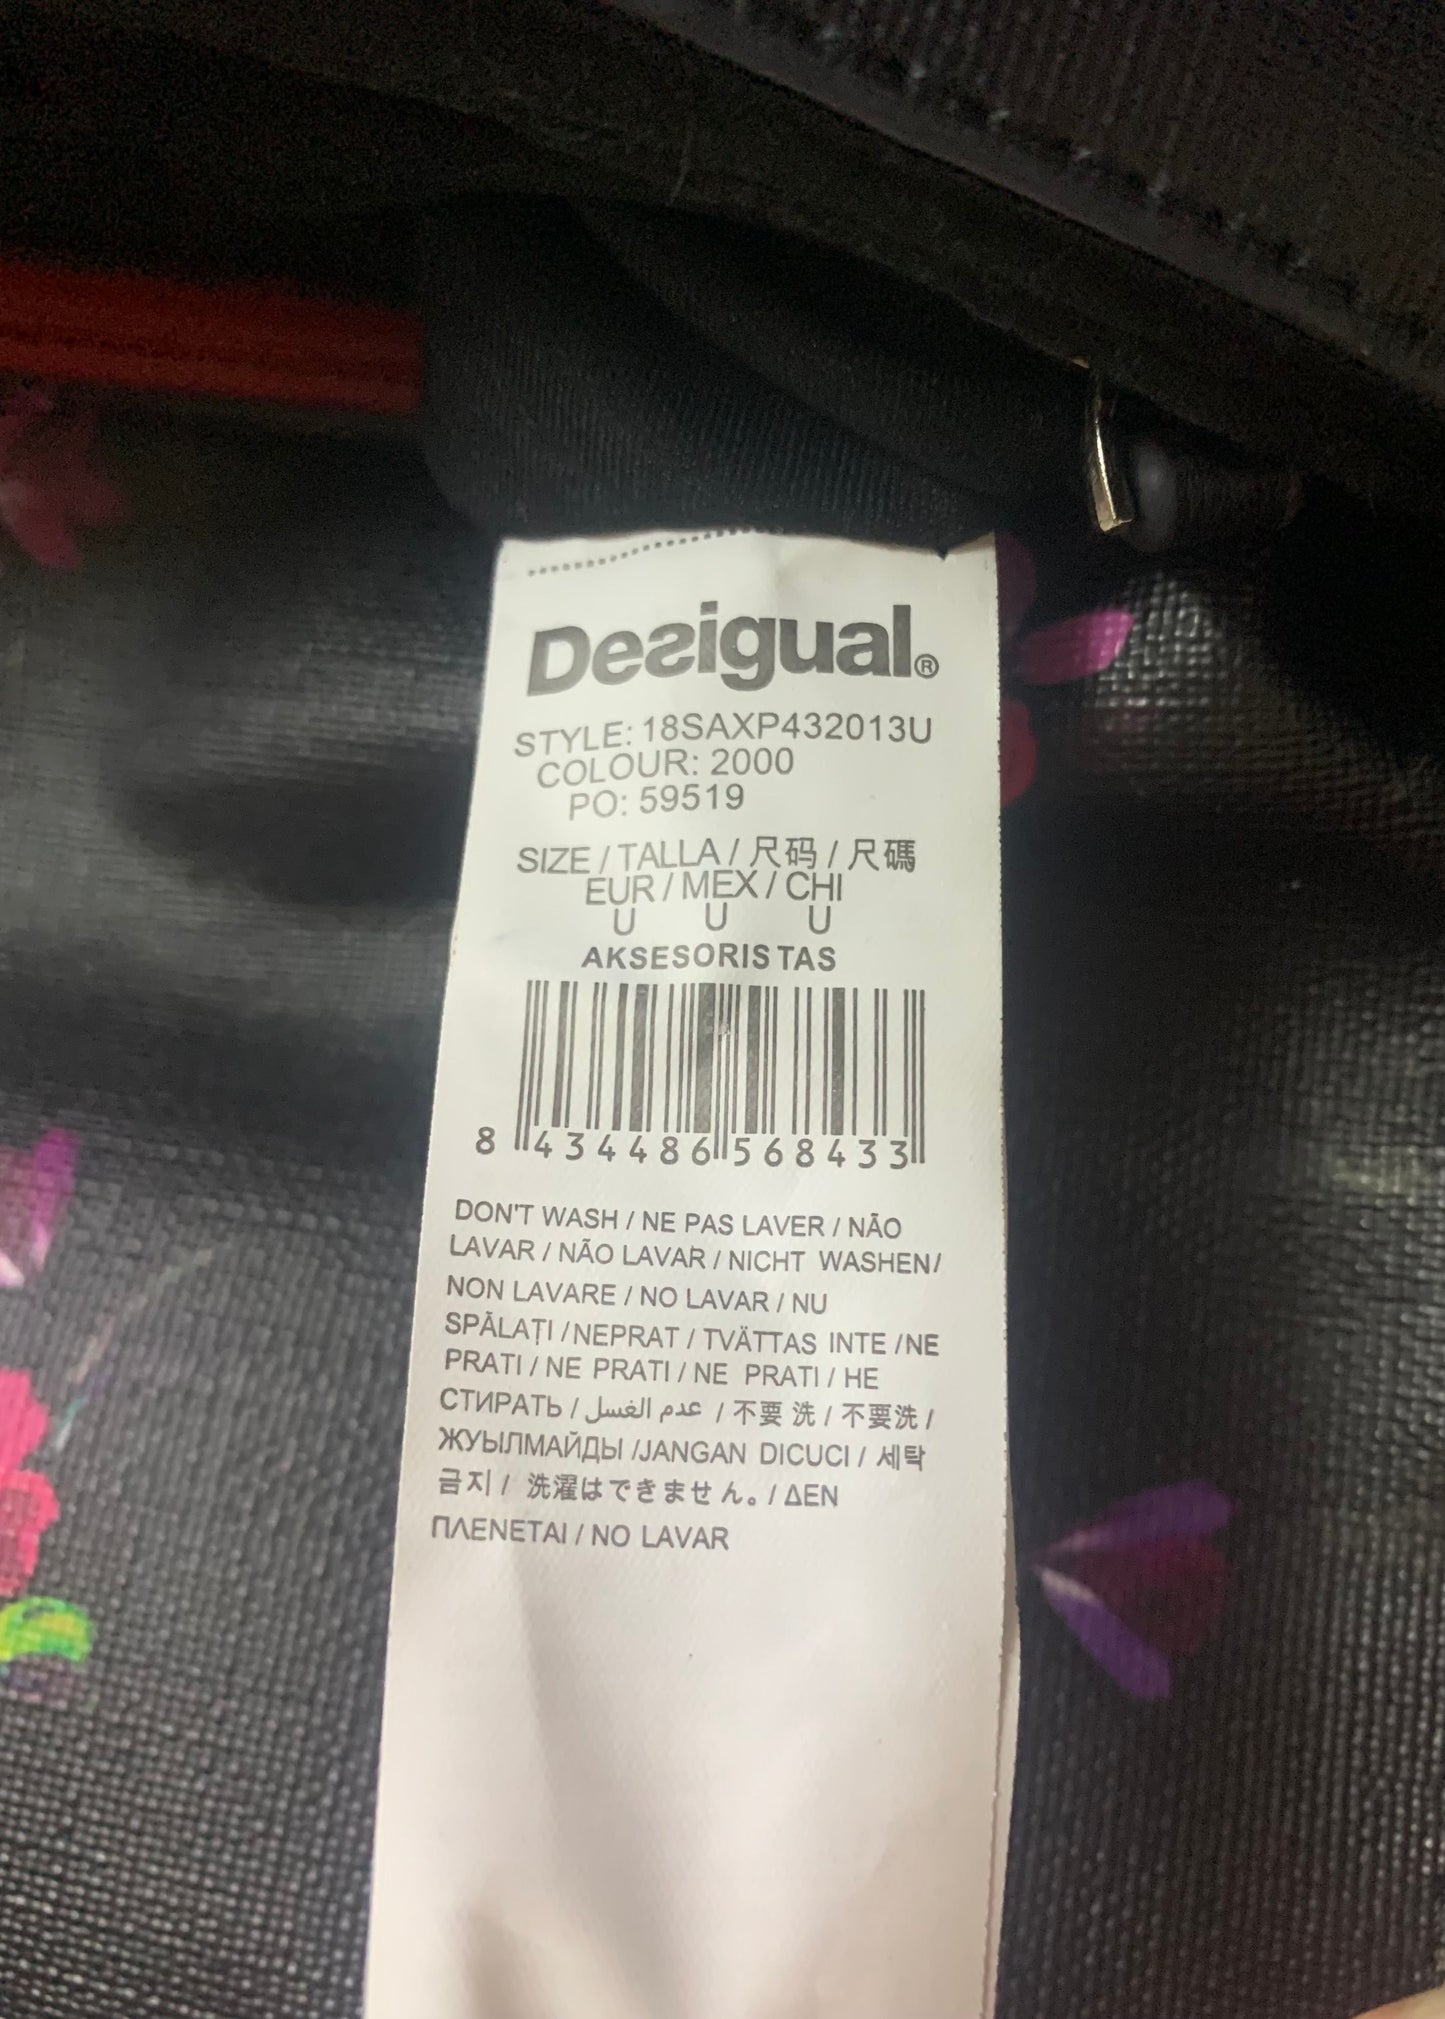 Desigual®
STYLE: 18SAXP432013U
COLOUR: 2000
PO: 59519
SIZE / TALLA / 尺码 / 尺碼
EUR / MEX / CHI
U U U
AKSESORIS TAS
8 434486 568433
DON'T WASH / NE PAS LAVER / NÃO
LAVAR / NÃO LAVAR / NICHT WASHEN/
NON LAVARE / NO LAVAR / NU
SPĂLAȚI / NEPRAT / TVÄTTAS INTE / NE
PRATI / NE PRATI / NE PRATI / НЕ
СТИРАТЬ / عدم الغسل / 不要 洗 / 不要洗 /
ЖУЫЛМАЙДЫ /JANGAN DICUCI / 세탁
금지 / 洗濯はできません。/ ΔEN
ΠΛENETAI / NO LAVAR